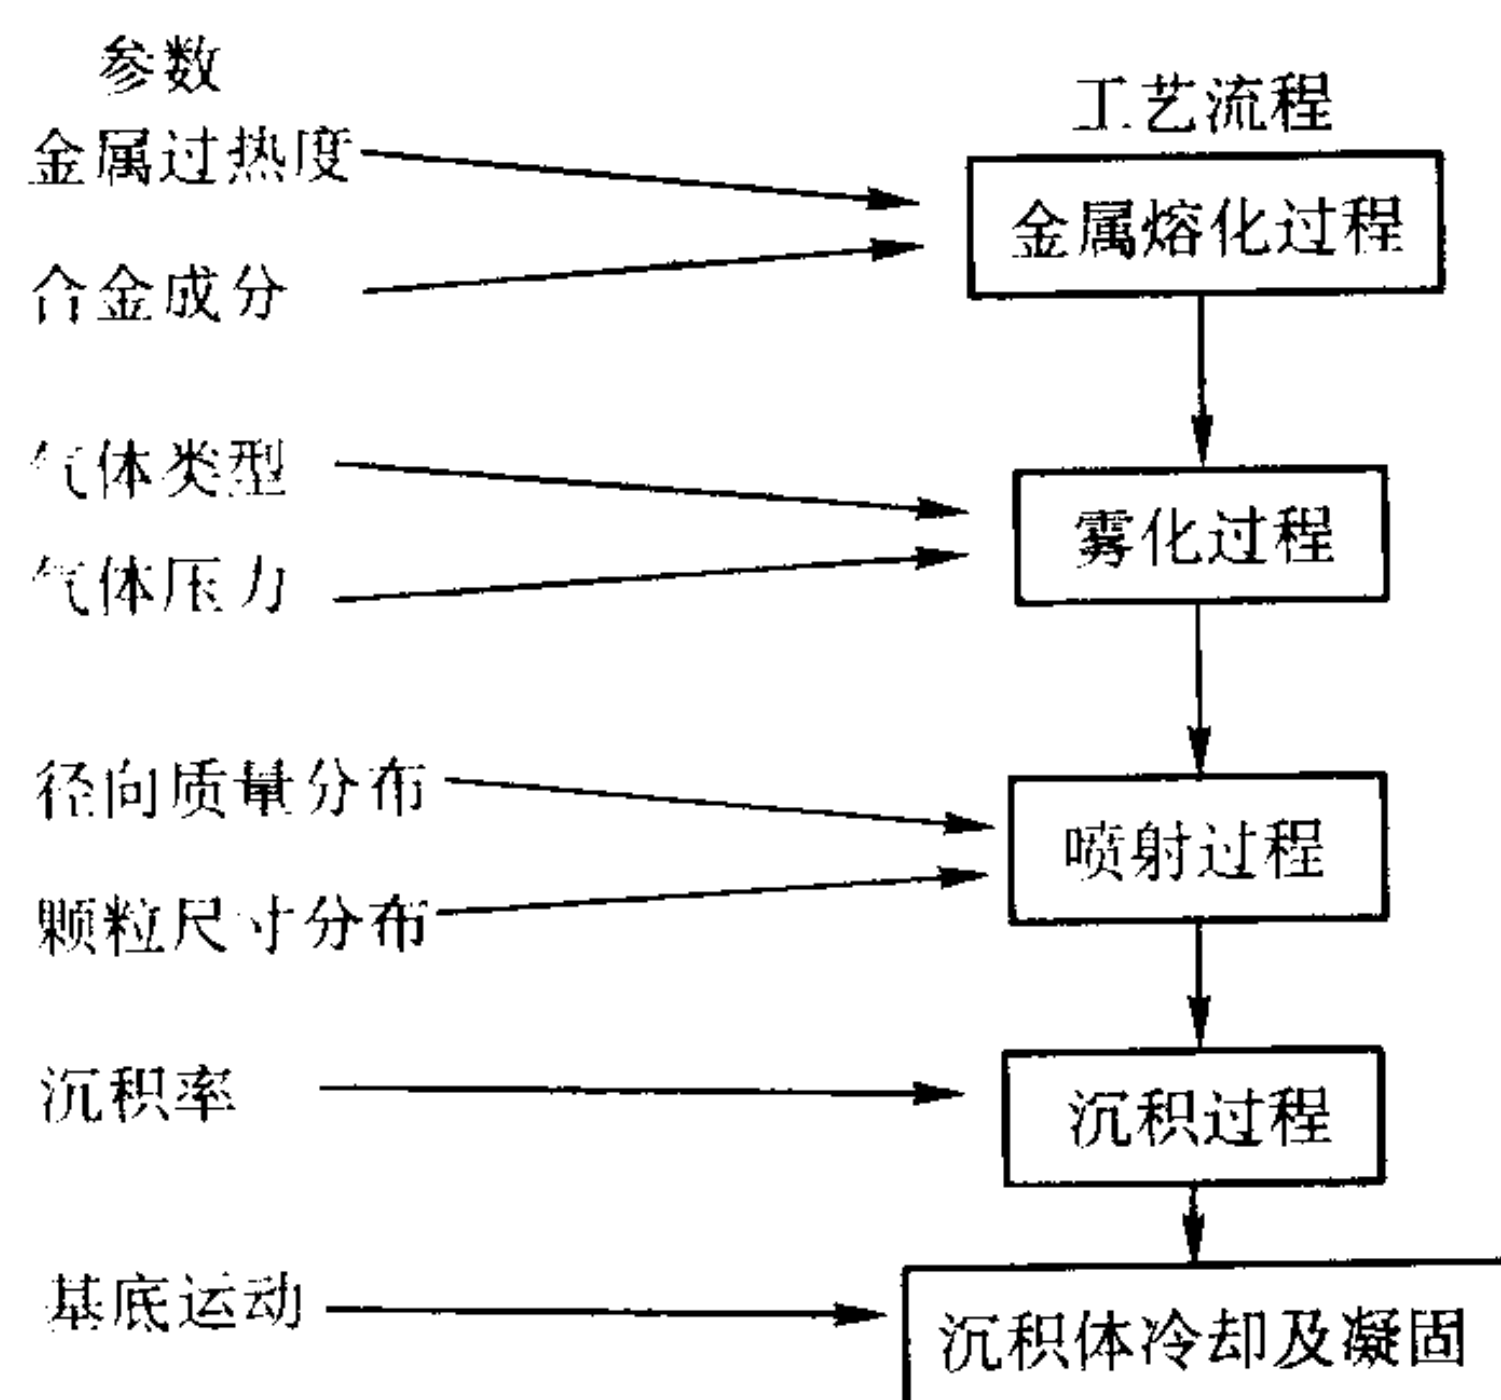 参数
工艺流程
金属过热度
金属熔化过程
合金成分
气体类型
雾化过程
气体压力
径向质量分布
喷射过程
颗粒尺寸分布
沉积率
沉积过程
基底运动
沉积体冷却及凝固